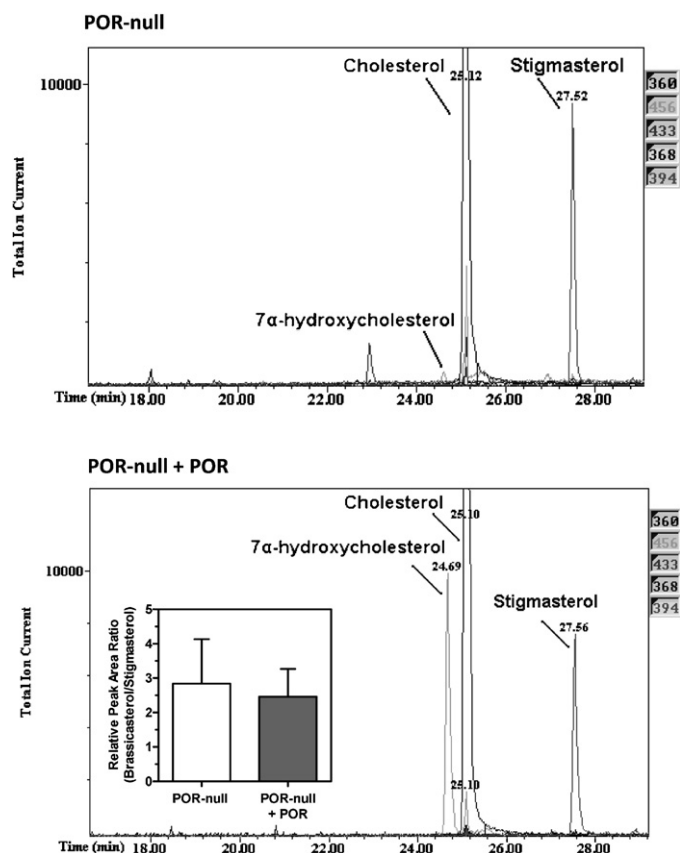 POR-null
Cholesterol
25.12
Stigmasterol
27.52
10000
360
456
433
368
394
Total Ion Current
7α-hydroxycholesterol
Time (min) 18.00 20.00 22.00 24.00 26.00 28.00
POR-null + POR
Cholesterol
25.10
7α-hydroxycholesterol
24.69
Stigmasterol
27.56
10000
360
456
433
368
394
Total Ion Current
5
4
3
2
1
0
Relative Peak Area Ratio
(Brassicasterol/Stigmasterol)
POR-null
POR-null
+ POR
25.10
Time (min) 18.00 20.00 22.00 24.00 26.00 28.00